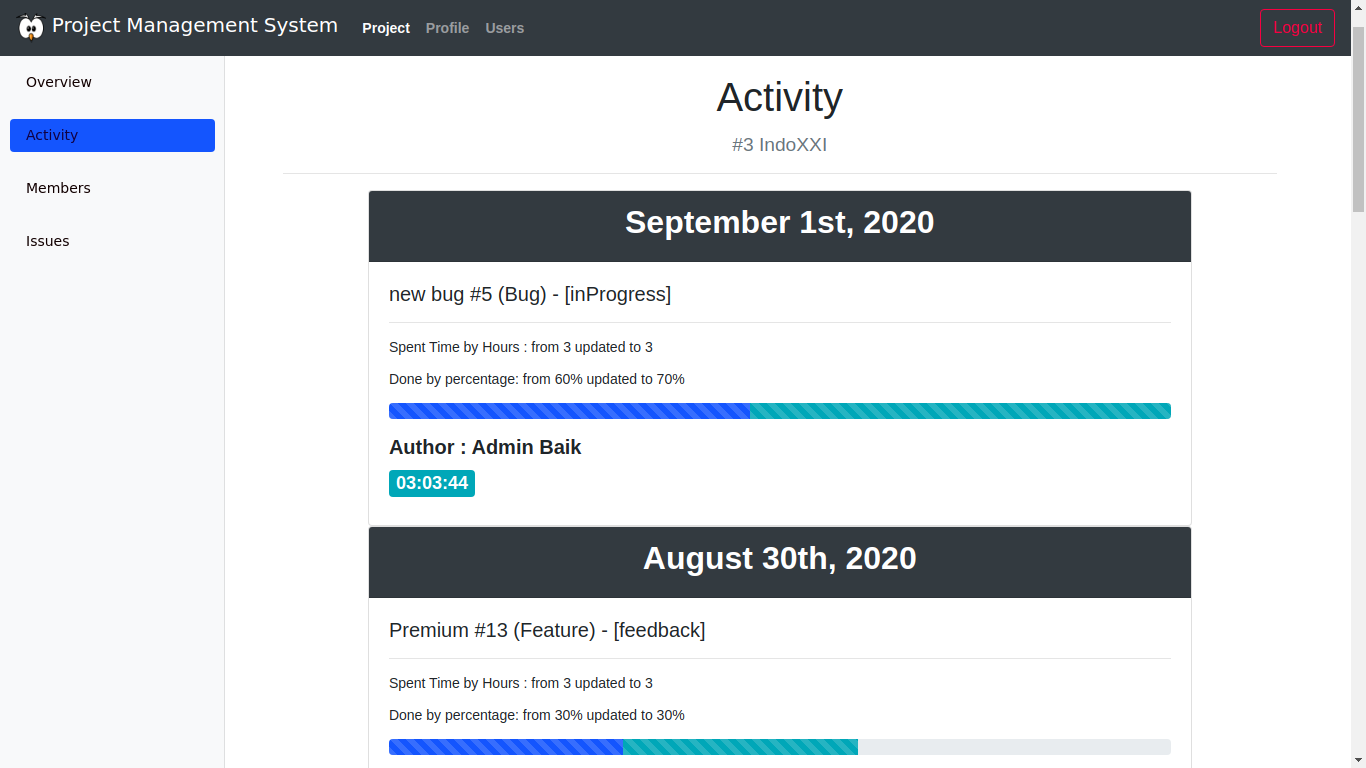 Project Management System
Project
Profile
Users
Logout
Overview
Activity
Members
Issues
Activity
#3 IndoXXI
September 1st, 2020
new bug #5 (Bug) - [inProgress]
Spent Time by Hours : from 3 updated to 3
Done by percentage: from 60% updated to 70%
Author : Admin Baik
03:03:44
August 30th, 2020
Premium #13 (Feature) - [feedback]
Spent Time by Hours : from 3 updated to 3
Done by percentage: from 30% updated to 30%